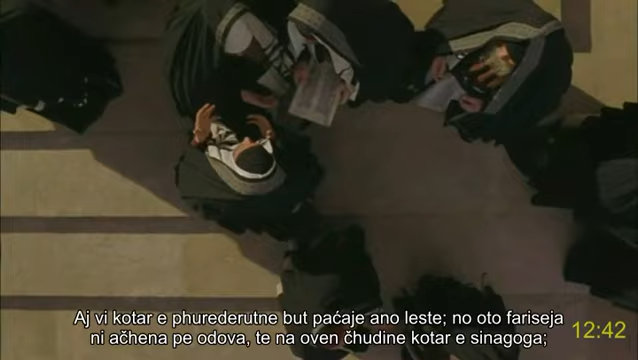 Aj vi kotar e phurederutne but paćaje ano leste; no oto fariseja
ni ačhena pe odova, te na oven čhudine kotar e sinagoga;
12:42